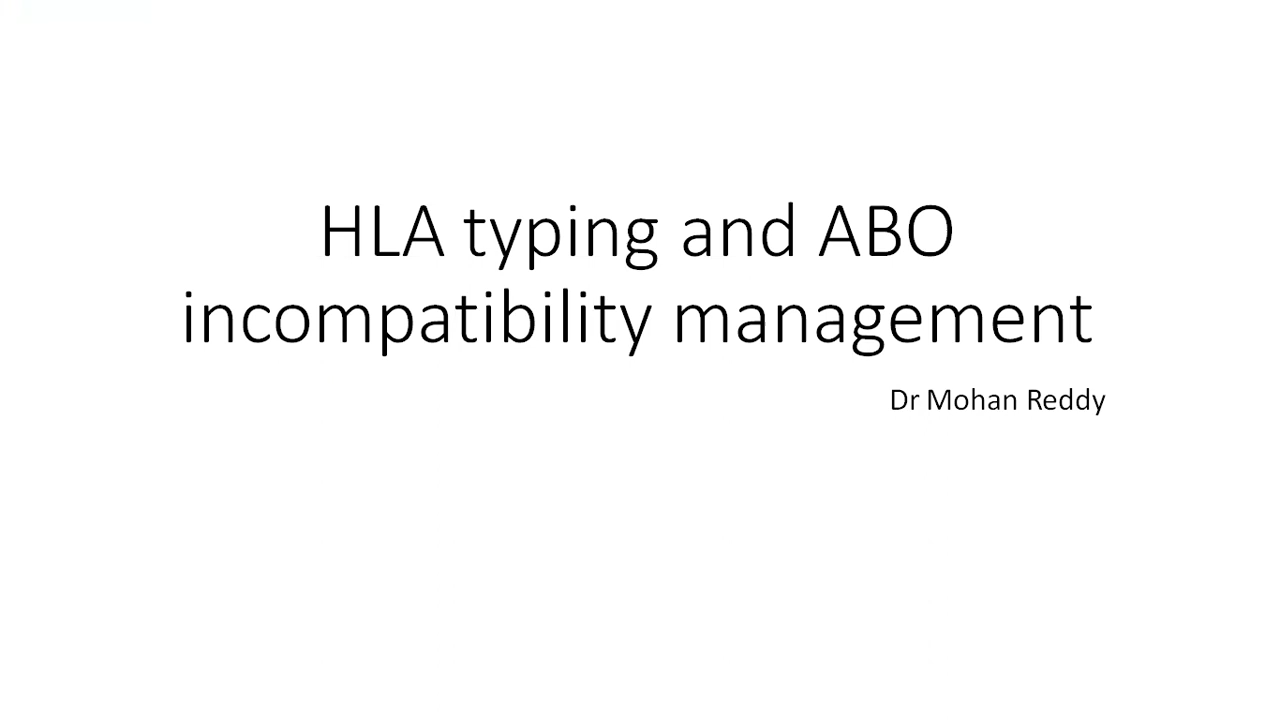 HLA typing and ABO
incompatibility management
Dr Mohan Reddy